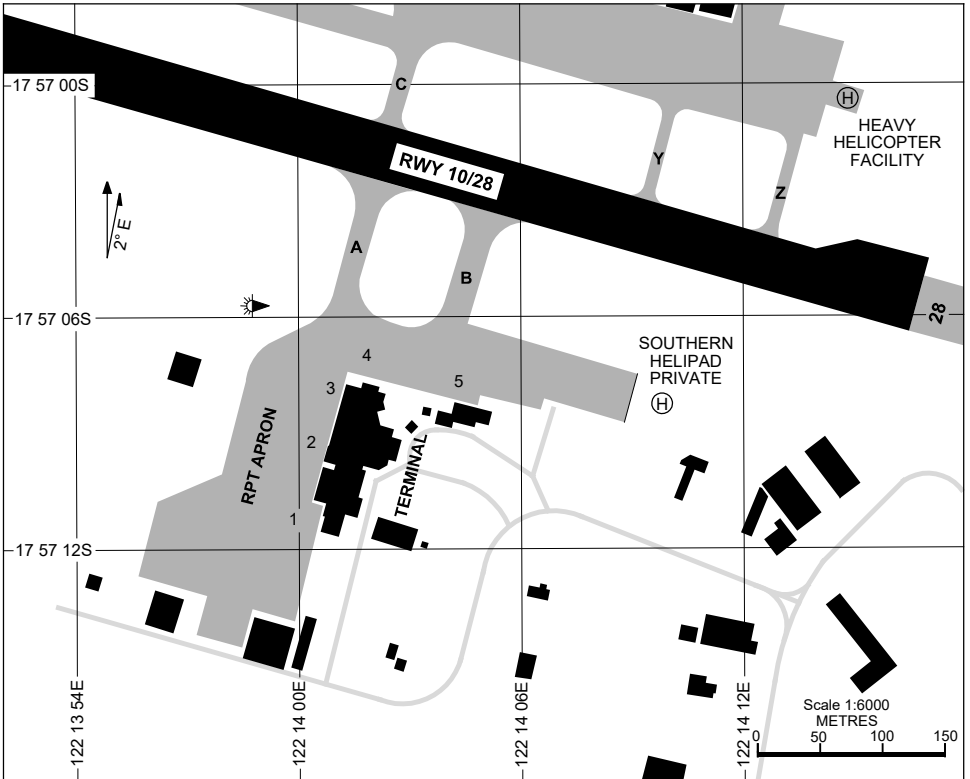 C
17 57 00S
H
HEAVY
HELICOPTER
FACILITY
RWY 10/28
Y
Z
2° E
A
B
28
17 57 06S
SOUTHERN
HELIPAD
PRIVATE
H
4
3
5
2
RPT APRON
TERMINAL
1
17 57 12S
122 13 54E
122 14 00E
122 14 06E
122 14 12E
Scale 1:6000
METRES
0 50 100 150